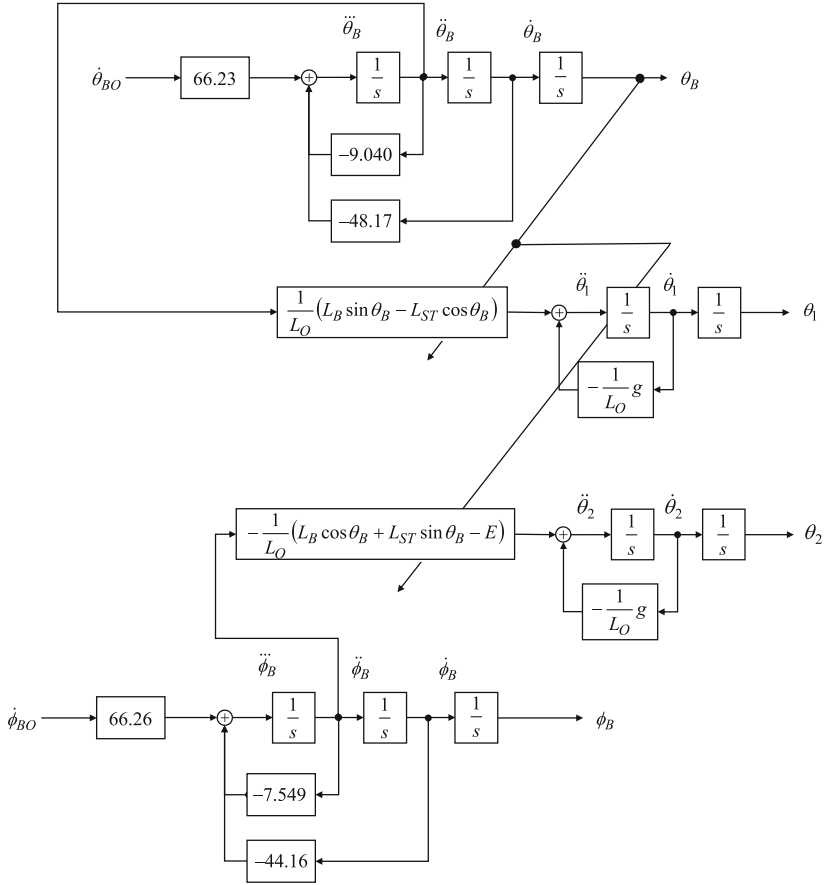 θ⃛_B θ̈_B θ̇_B
θ̇_BO 66.23 1/s 1/s 1/s θ_B
−9.040
−48.17
θ̈_1 θ̇_1
1/L_O (L_B sin θ_B − L_ST cos θ_B) 1/s 1/s θ_1
− 1/L_O g
θ̈_2 θ̇_2
− 1/L_O (L_B cos θ_B + L_ST sin θ_B − E) 1/s 1/s θ_2
− 1/L_O g
ϕ⃛_B ϕ̈_B ϕ̇_B
ϕ̇_BO 66.26 1/s 1/s 1/s ϕ_B
−7.549
−44.16